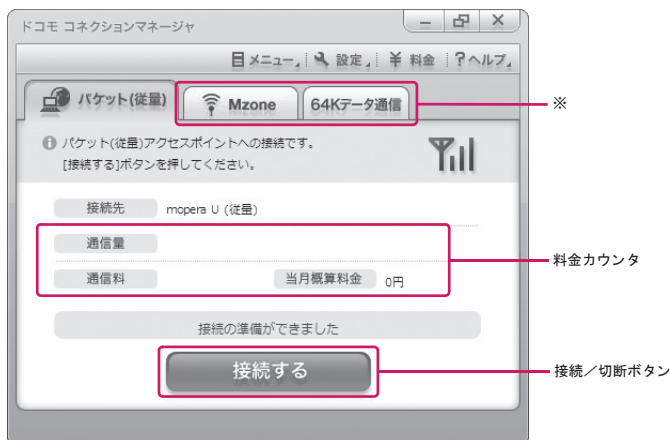 ドコモ コネクションマネージャ
メニュー 設定 ¥ 料金 ?ヘルプ
パケット(従量) Mzone 64Kデータ通信
※
パケット(従量)アクセスポイントへの接続です。
[接続する]ボタンを押してください。
接続先 mopera U (従量)
通信量
料金カウンタ
通信料 当月概算料金 0円
接続の準備ができました
接続する
接続／切断ボタン